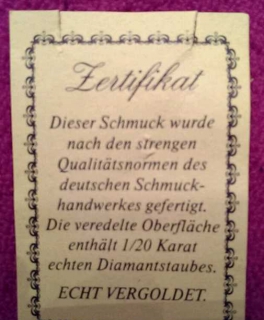 Zertifikat
Dieser Schmuck wurde
nach den strengen
Qualitätsnormen des
deutschen Schmuck-
handwerkes gefertigt.
Die veredelte Oberfläche
enthält 1/20 Karat
echten Diamantstaubes.
ECHT VERGOLDET.